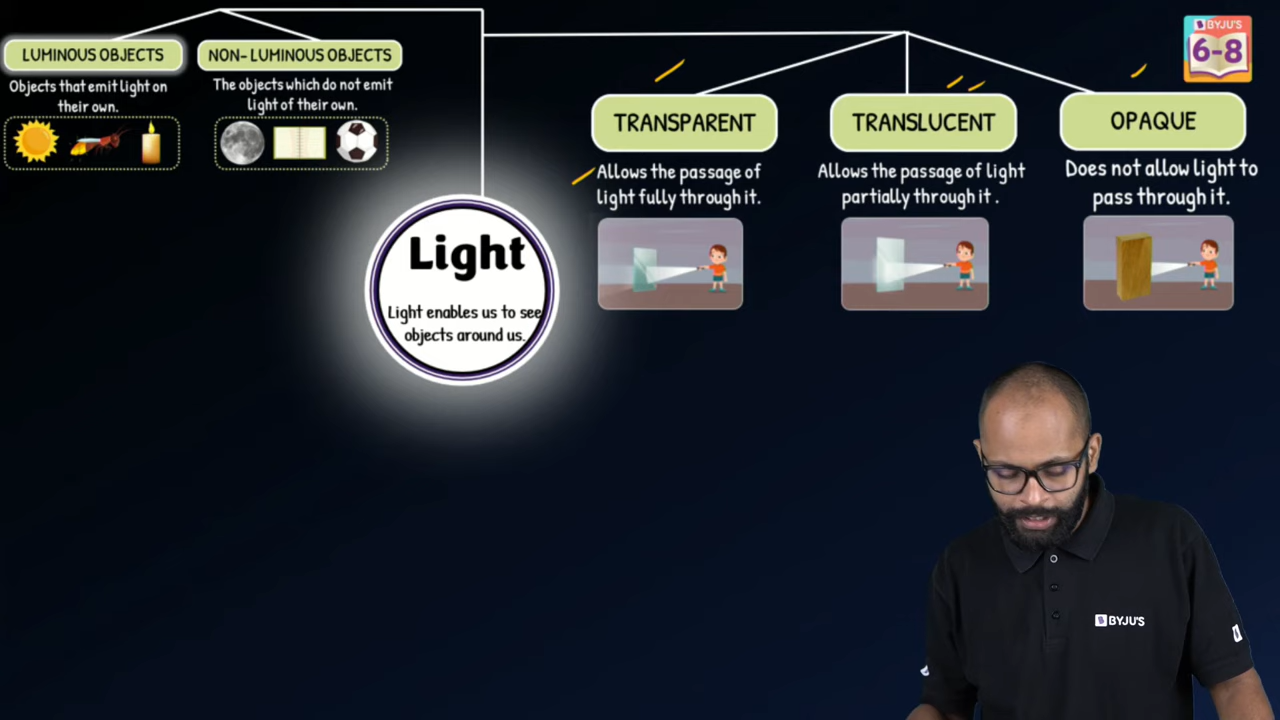 LUMINOUS OBJECTS
Objects that emit light on
their own.
NON- LUMINOUS OBJECTS
The objects which do not emit
light of their own.
Light
Light enables us to see
objects around us.
TRANSPARENT
Allows the passage of
light fully through it.
TRANSLUCENT
Allows the passage of light
partially through it .
OPAQUE
Does not allow light to
pass through it.
BYJU'S
6-8
BYJU'S